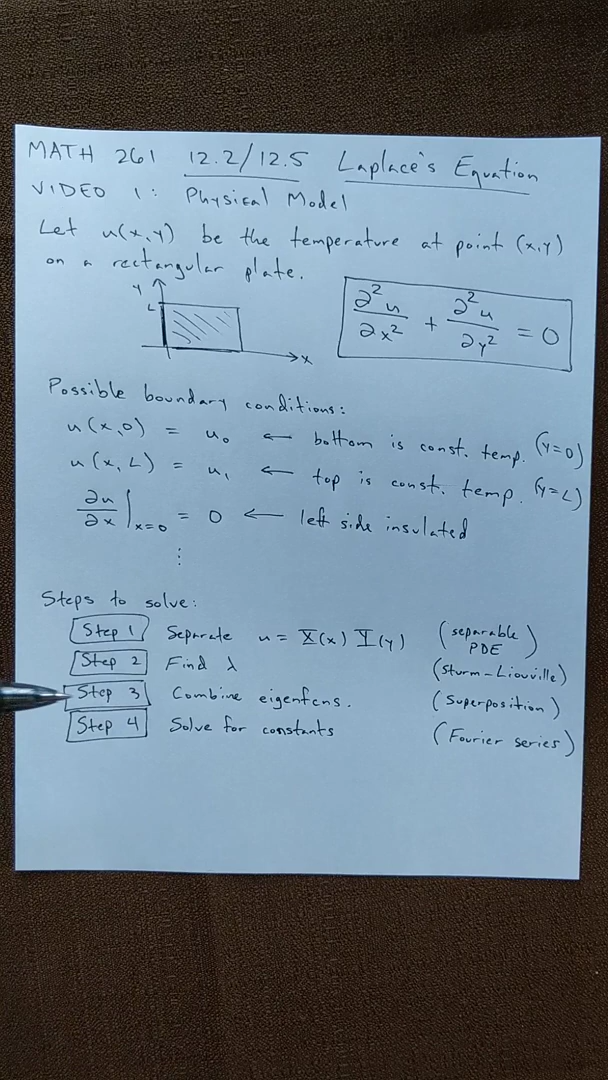 MATH 261 12.2/12.5 Laplace's Equation
VIDEO 1: Physical Model
Let u(x,y) be the temperature at point (x,y)
on a rectangular plate.
∂²u/∂x² + ∂²u/∂y² = 0
y
L
x
Possible boundary conditions:
u(x,0) = u₀ ← bottom is const. temp. (y=0)
u(x,L) = u₁ ← top is const. temp. (y=L)
∂u/∂x|ₓ₌₀ = 0 ← left side insulated
⋮
Steps to solve:
Step 1 Separate u = X(x) Y(y) (separable PDE)
Step 2 Find λ (Sturm-Liouville)
Step 3 Combine eigenfcns. (Superposition)
Step 4 Solve for constants (Fourier series)